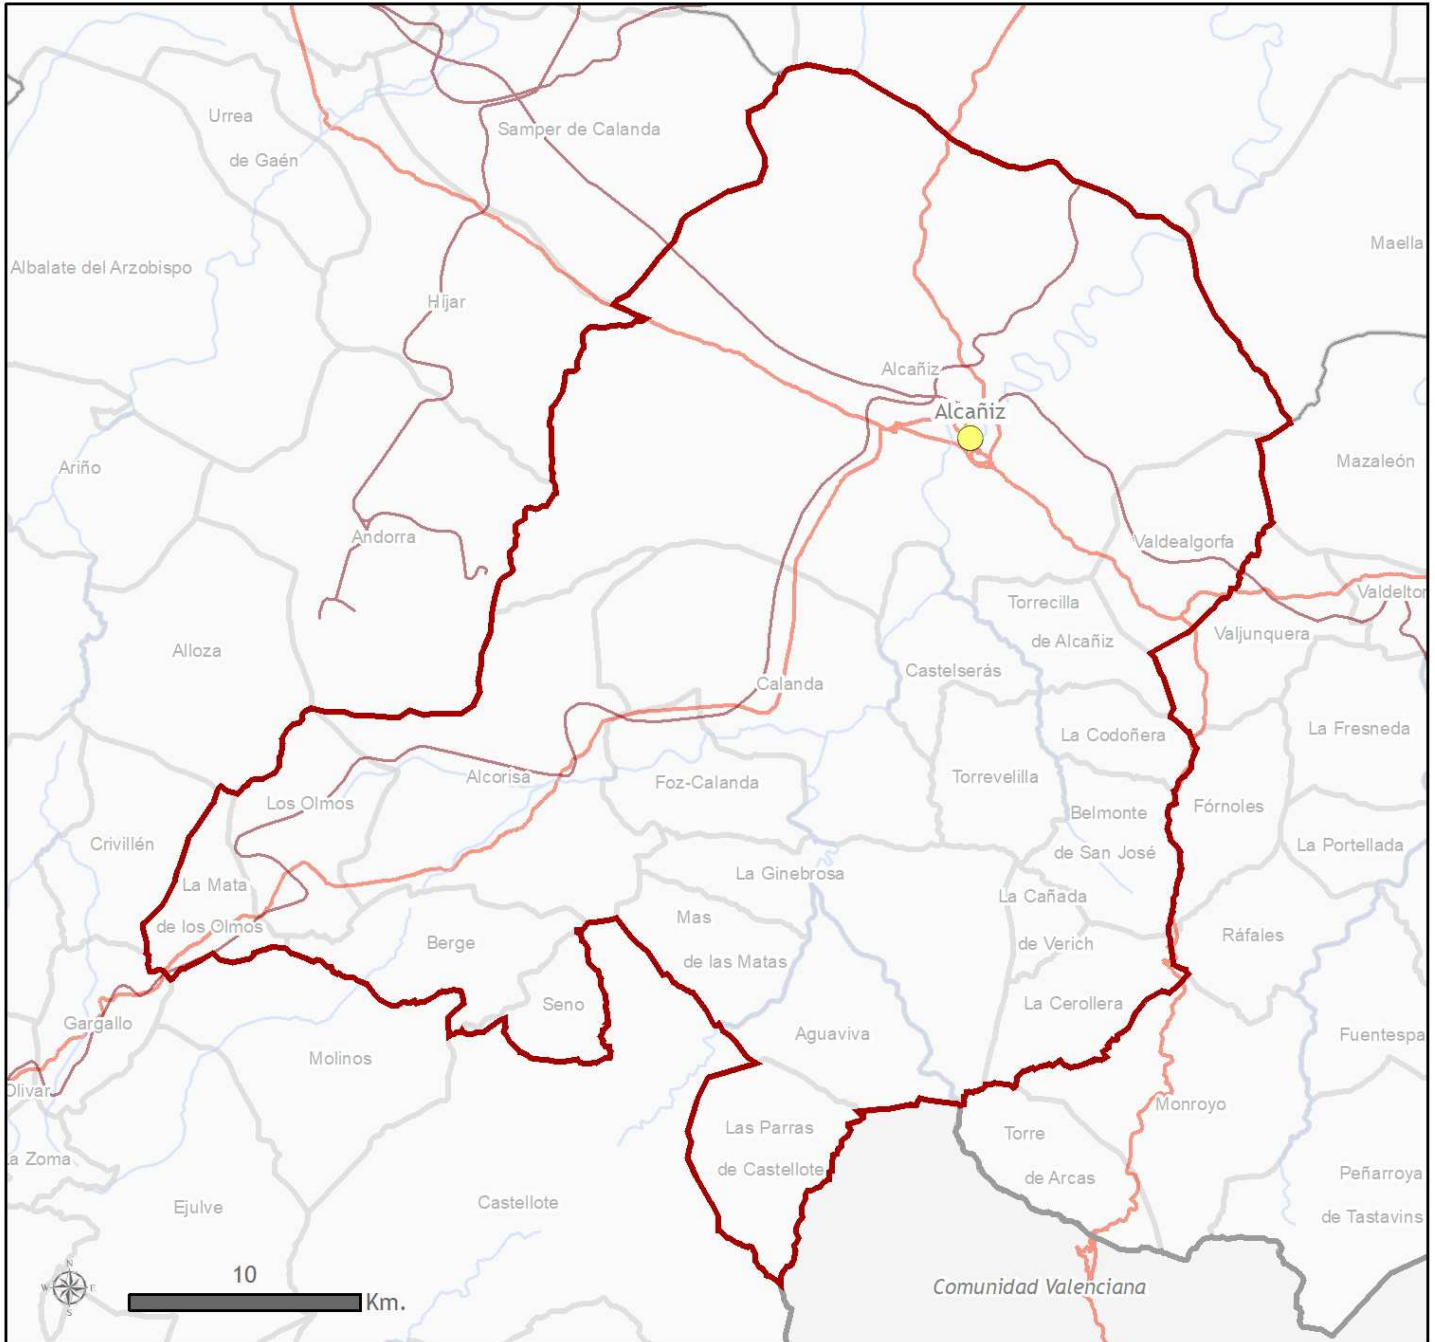 Urrea
de Gaén
Samper de Calanda
Maella
Albalate del Arzobispo
Híjar
Alcañiz
Alcañiz
Mazaleón
Ariño
Andorra
Valdealgorfa
Valdeltor
Torrecilla
de Alcañiz
Valjunquera
Alloza
Castelserás
Calanda
La Fresneda
La Codoñera
Alcorisa
Foz-Calanda
Torrevelilla
Los Olmos
Belmonte
de San José
Fórnoles
Crivillén
La Portellada
La Ginebrosa
La Mata
de los Olmos
La Cañada
de Verich
Mas
de las Matas
Berge
Ráfales
Seno
La Cerollera
Gargallo
Aguaviva
Fuentespa
Molinos
Olivar
Monroyo
Las Parras
de Castellote
Torre
de Arcas
a Zoma
Peñarroya
de Tastavins
Ejulve
Castellote
N
W E
S
10
Km.
Comunidad Valenciana